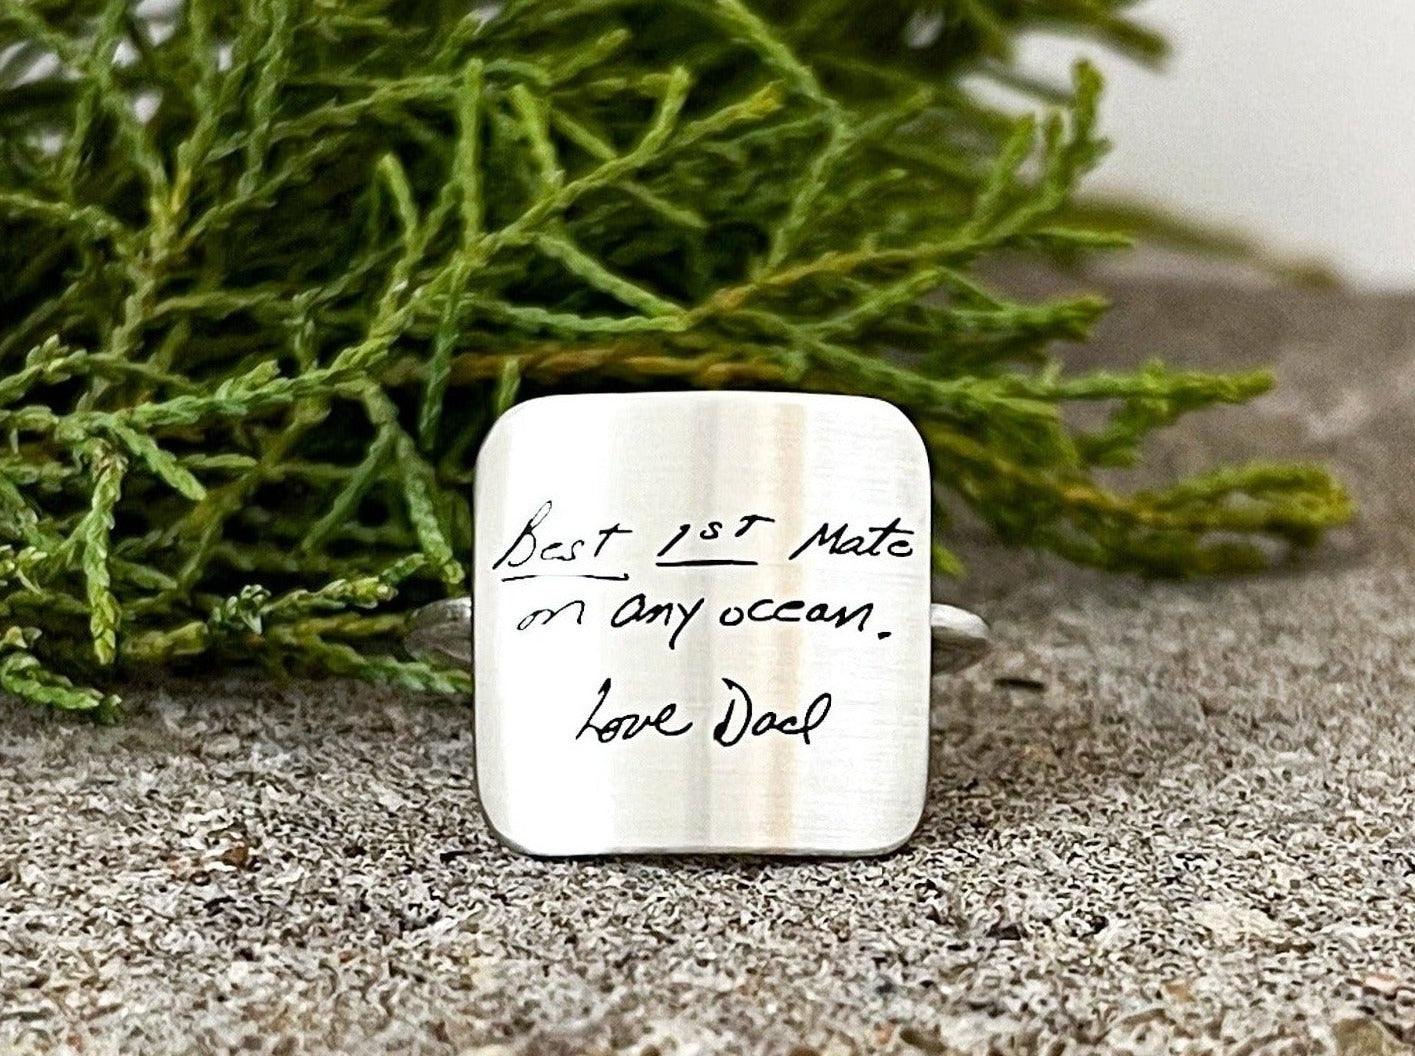 Best 1st Mate
on any ocean.
Love Dad